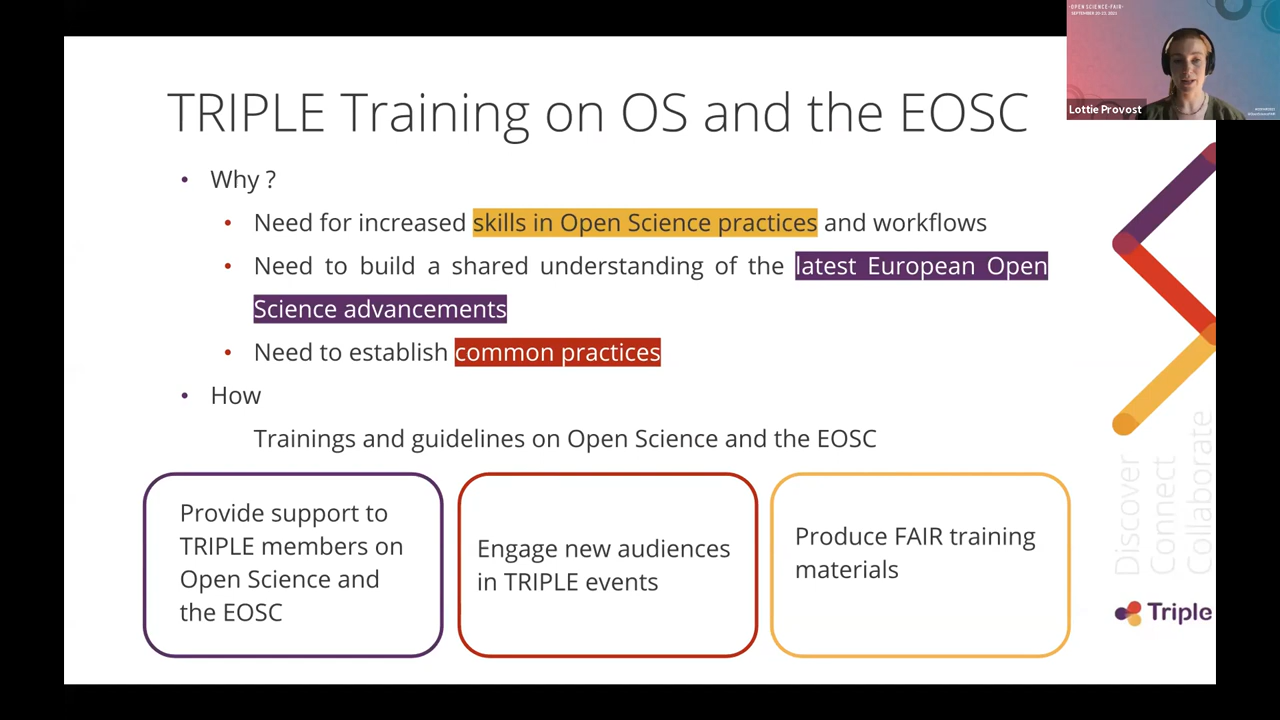 OPEN SCIENCE FAIR
Lottie Provost
TRIPLE Training on OS and the EOSC
• Why ?
• Need for increased skills in Open Science practices and workflows
• Need to build a shared understanding of the latest European Open
Science advancements
• Need to establish common practices
• How
Trainings and guidelines on Open Science and the EOSC
Provide support to
TRIPLE members on
Open Science and
the EOSC
Engage new audiences
in TRIPLE events
Produce FAIR training
materials
Discover
Connect
Collaborate
Triple